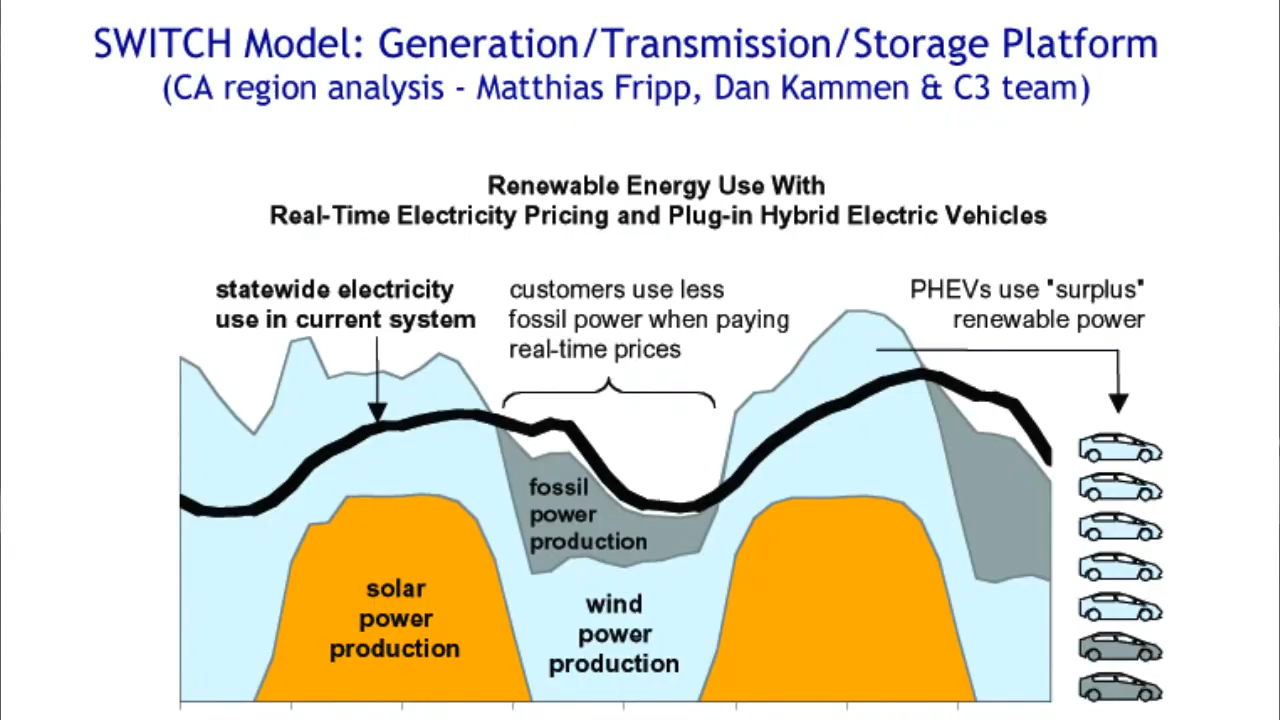 SWITCH Model: Generation/Transmission/Storage Platform
(CA region analysis - Matthias Fripp, Dan Kammen & C3 team)
Renewable Energy Use With
Real-Time Electricity Pricing and Plug-in Hybrid Electric Vehicles
statewide electricity
use in current system
customers use less
fossil power when paying
real-time prices
PHEVs use "surplus"
renewable power
fossil
power
production
solar
power
production
wind
power
production